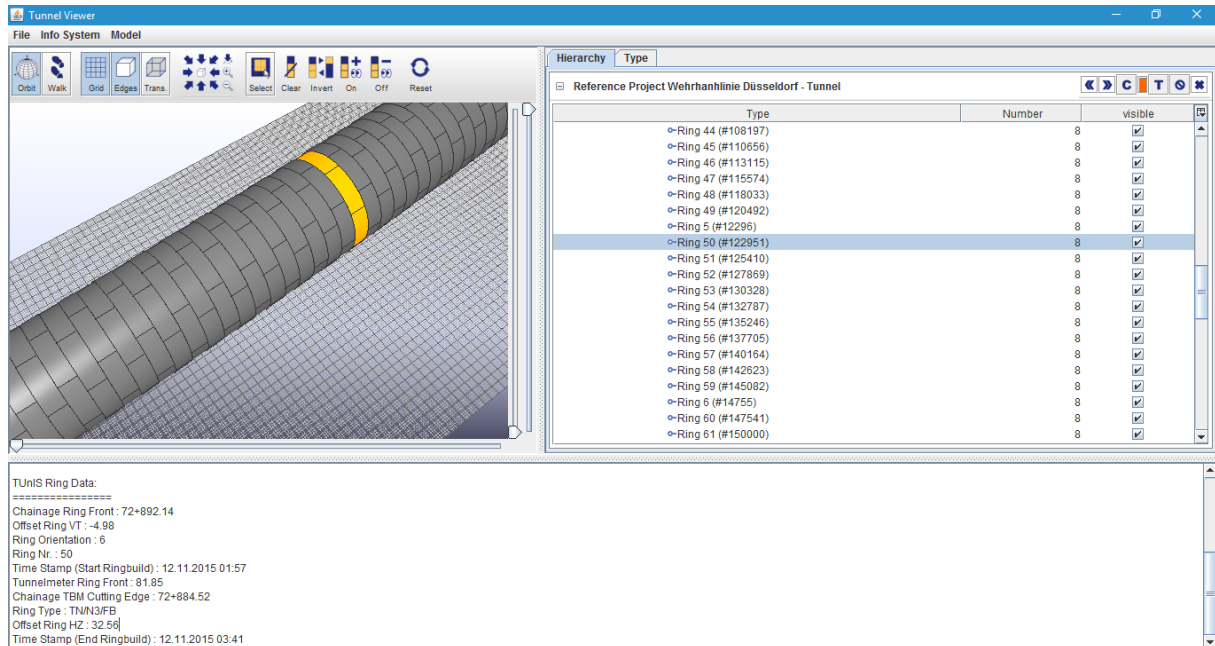 Tunnel Viewer
File Info System Model
Orbit Walk Grid Edges Trans. Select Clear Invert On Off Reset
Hierarchy Type
Reference Project Wehrhanhlinie Düsseldorf - Tunnel
C T
Type Number visible
Ring 44 (#108197) 8
Ring 45 (#110656) 8
Ring 46 (#113115) 8
Ring 47 (#115574) 8
Ring 48 (#118033) 8
Ring 49 (#120492) 8
Ring 5 (#12296) 8
Ring 50 (#122951) 8
Ring 51 (#125410) 8
Ring 52 (#127869) 8
Ring 53 (#130328) 8
Ring 54 (#132787) 8
Ring 55 (#135246) 8
Ring 56 (#137705) 8
Ring 57 (#140164) 8
Ring 58 (#142623) 8
Ring 59 (#145082) 8
Ring 6 (#14755) 8
Ring 60 (#147541) 8
Ring 61 (#150000) 8
TUnIS Ring Data:
================
Chainage Ring Front : 72+892.14
Offset Ring VT : -4.98
Ring Orientation : 6
Ring Nr. : 50
Time Stamp (Start Ringbuild) : 12.11.2015 01:57
Tunnelmeter Ring Front : 81.85
Chainage TBM Cutting Edge : 72+884.52
Ring Type : TN/N3/FB
Offset Ring HZ : 32.56
Time Stamp (End Ringbuild) : 12.11.2015 03:41